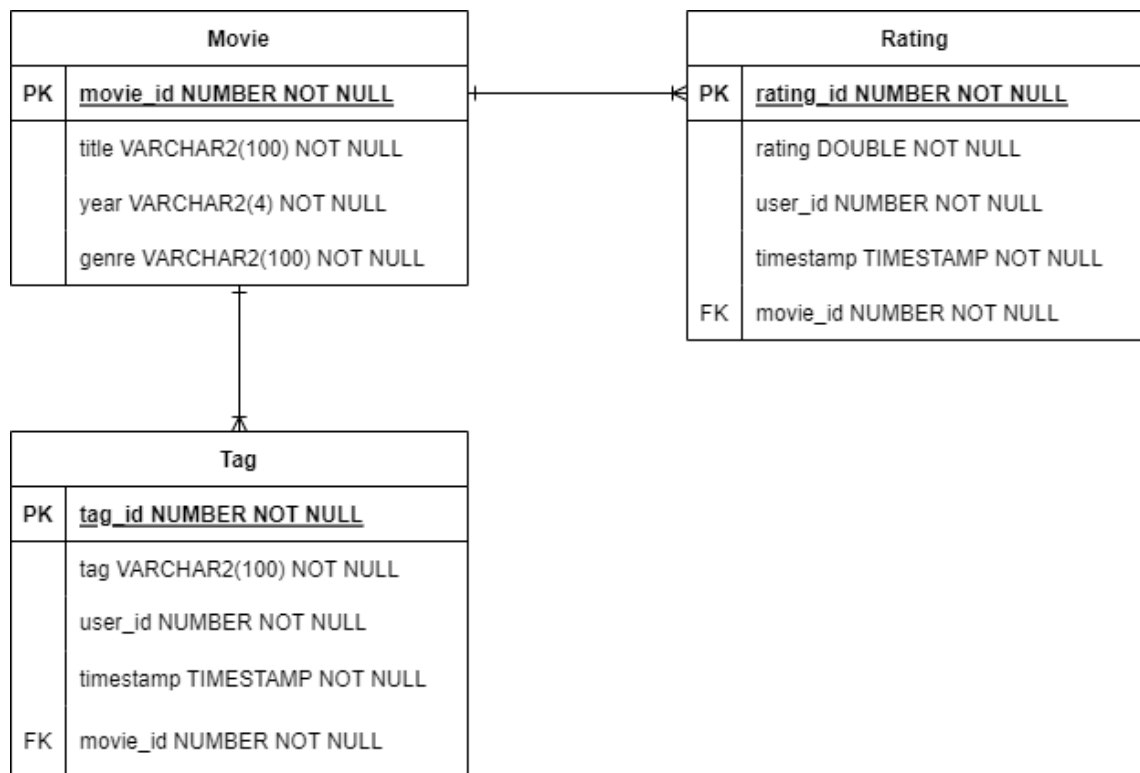 Movie
PK movie_id NUMBER NOT NULL
title VARCHAR2(100) NOT NULL
year VARCHAR2(4) NOT NULL
genre VARCHAR2(100) NOT NULL
Rating
PK rating_id NUMBER NOT NULL
rating DOUBLE NOT NULL
user_id NUMBER NOT NULL
timestamp TIMESTAMP NOT NULL
FK movie_id NUMBER NOT NULL
Tag
PK tag_id NUMBER NOT NULL
tag VARCHAR2(100) NOT NULL
user_id NUMBER NOT NULL
timestamp TIMESTAMP NOT NULL
FK movie_id NUMBER NOT NULL